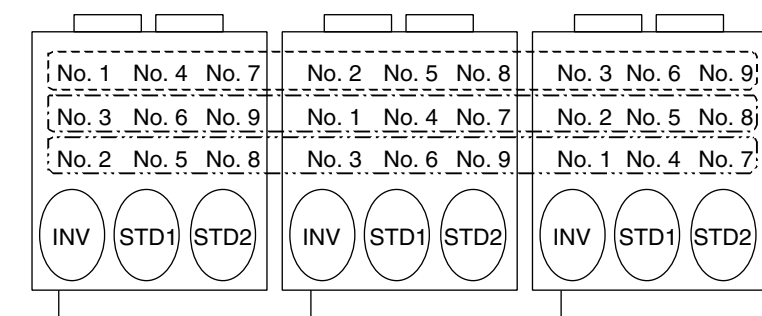 No. 1 No. 4 No. 7 No. 2 No. 5 No. 8 No. 3 No. 6 No. 9
No. 3 No. 6 No. 9 No. 1 No. 4 No. 7 No. 2 No. 5 No. 8
No. 2 No. 5 No. 8 No. 3 No. 6 No. 9 No. 1 No. 4 No. 7
INV STD1 STD2 INV STD1 STD2 INV STD1 STD2